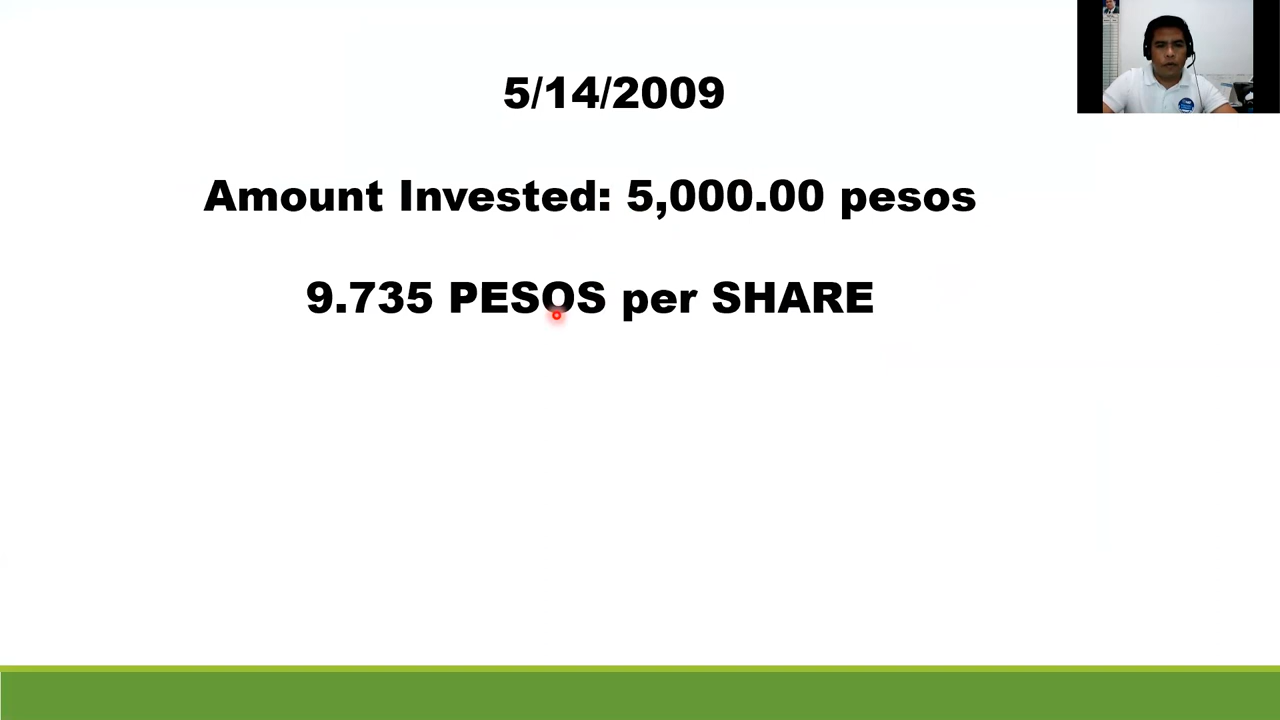 5/14/2009
Amount Invested: 5,000.00 pesos
9.735 PESOS per SHARE